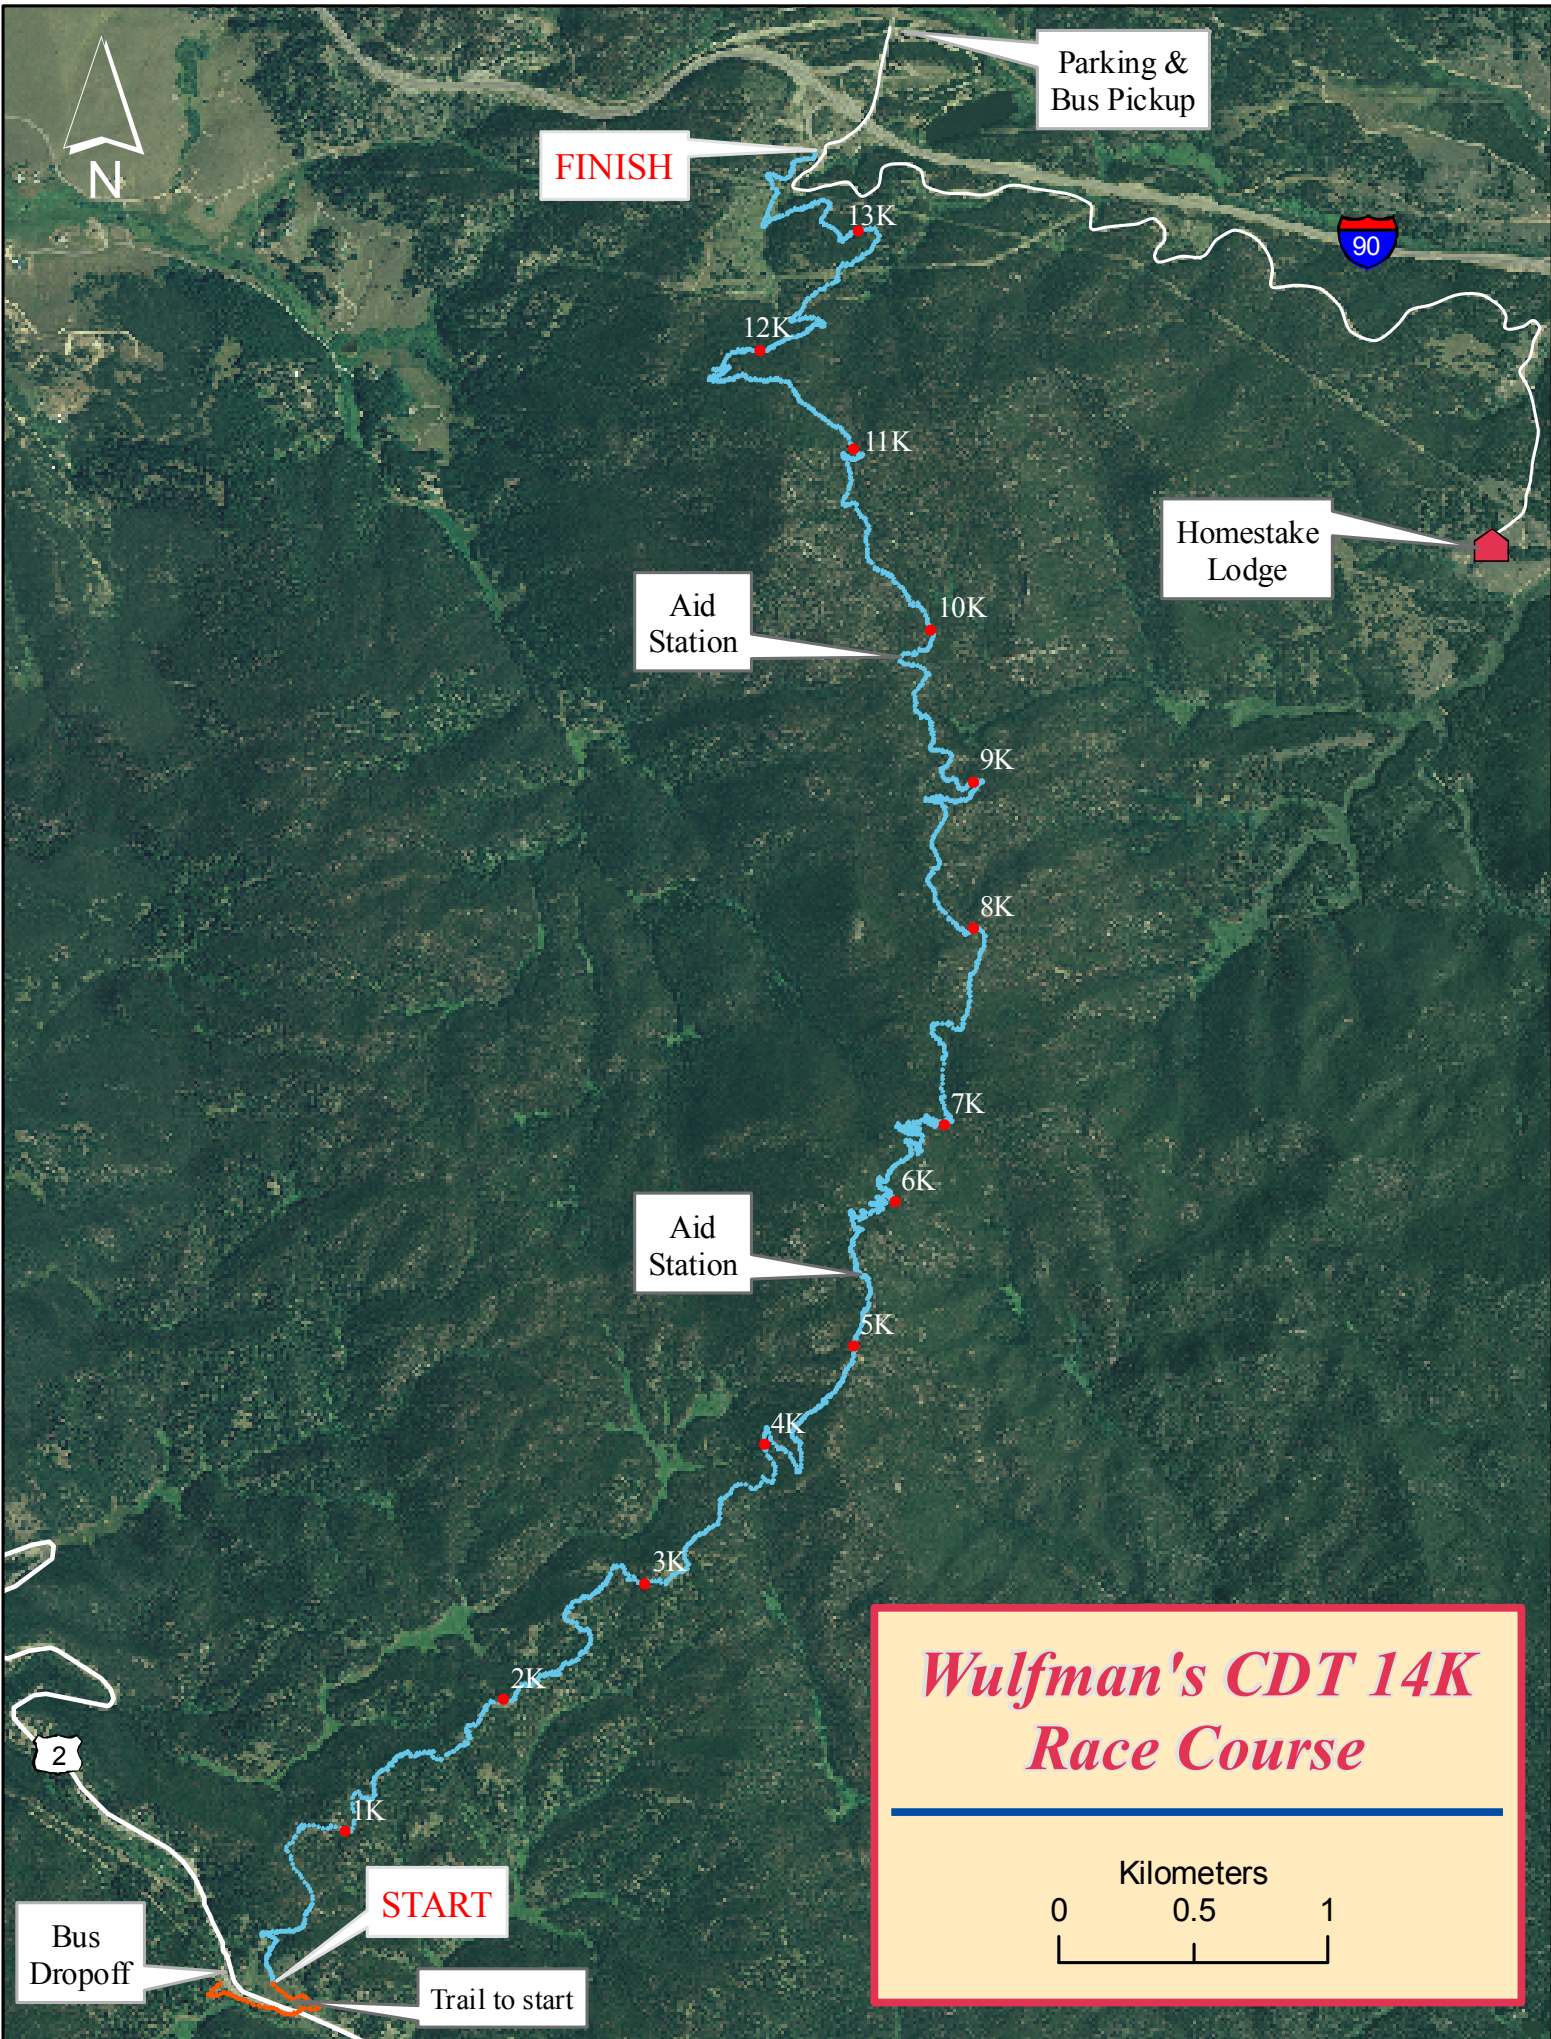 Parking &
Bus Pickup
N
FINISH
13K
90
12K
11K
Homestake
Lodge
10K
Aid
Station
9K
8K
7K
6K
Aid
Station
5K
4K
3K
2K
1K
2
START
Bus
Dropoff
Trail to start
Wulfman's CDT 14K
Race Course
Kilometers
0 0.5 1